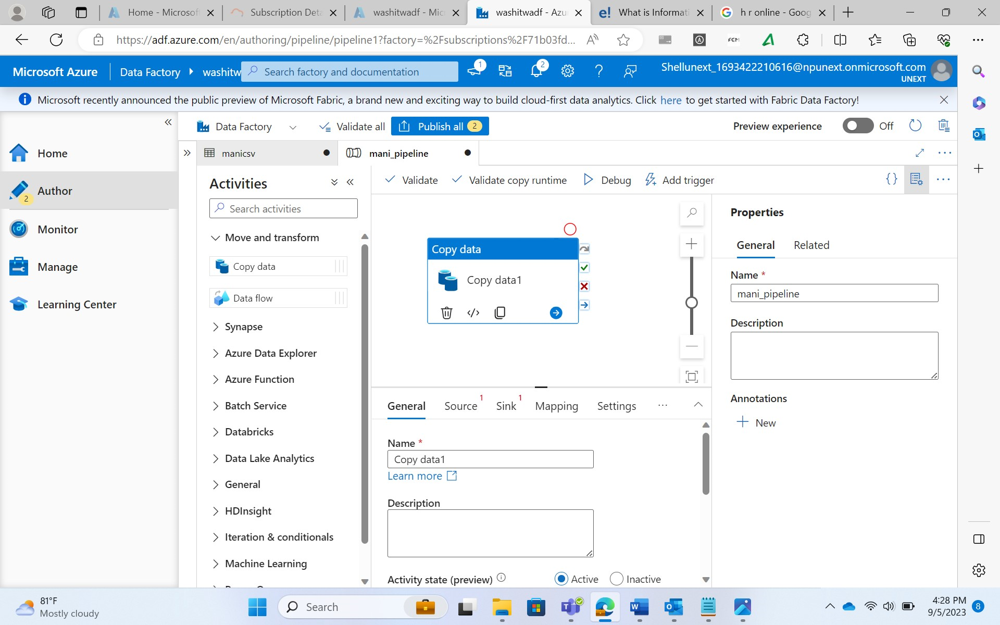 Home - Microsof
Subscription Deta
washitwadf - Mic
washitwadf - Azu
What is Informati
h r online - Goog
https://adf.azure.com/en/authoring/pipeline/pipeline1?factory=%2Fsubscriptions%2F71b03fd...
FCM
Microsoft Azure
Data Factory
washitw
Search factory and documentation
1
2
Shellunext_1693422210616@npunext.onmicrosoft.com
UNEXT
Microsoft recently announced the public preview of Microsoft Fabric, a brand new and exciting way to build cloud-first data analytics. Click here to get started with Fabric Data Factory!
Data Factory
Validate all
Publish all 2
Preview experience
Off
Home
Author
2
Monitor
Manage
Learning Center
manicsv
mani_pipeline
Activities
Search activities
Move and transform
Copy data
Data flow
Synapse
Azure Data Explorer
Azure Function
Batch Service
Databricks
Data Lake Analytics
General
HDInsight
Iteration & conditionals
Machine Learning
Validate
Validate copy runtime
Debug
Add trigger
Copy data
Copy data1
General
Source 1
Sink 1
Mapping
Settings
Name *
Copy data1
Learn more
Description
Activity state (preview)
Active
Inactive
Properties
General
Related
Name *
mani_pipeline
Description
Annotations
New
81°F
Mostly cloudy
Search
4:28 PM
9/5/2023
8